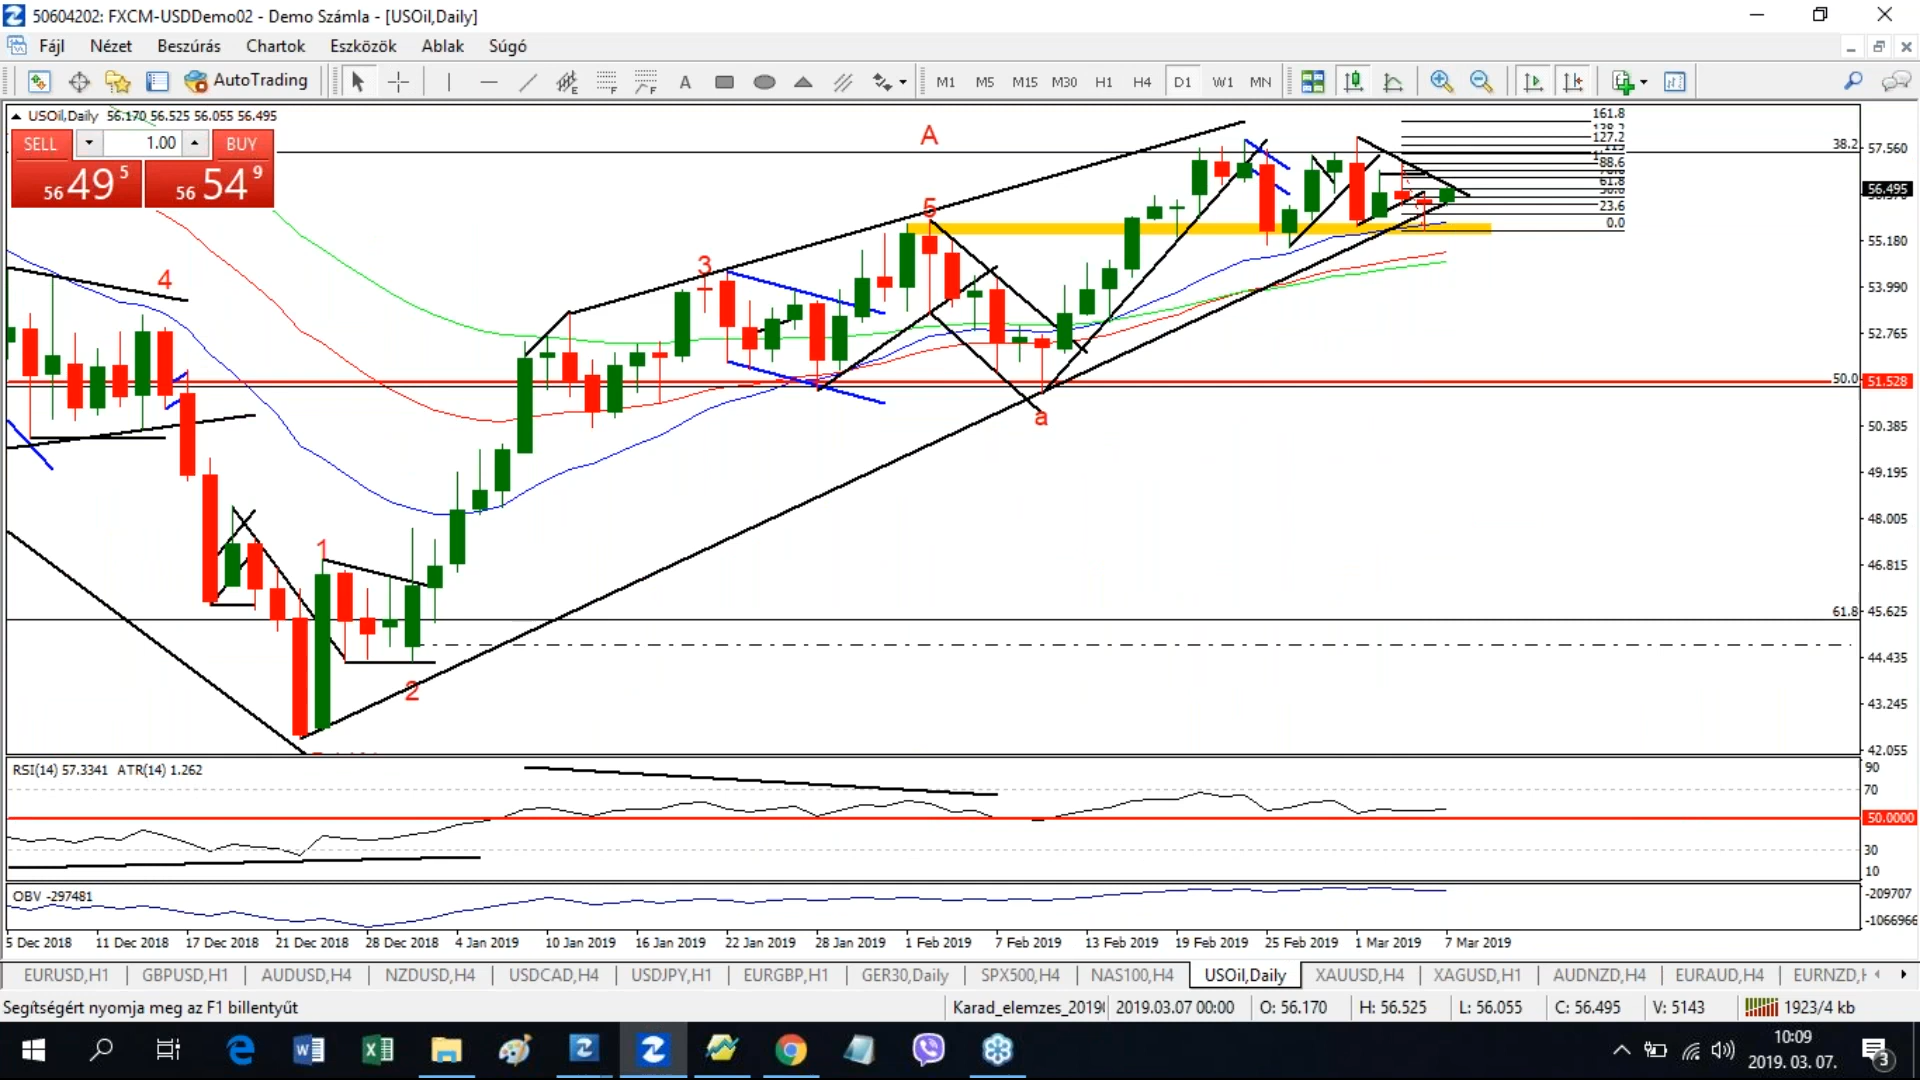 50604202: FXCM-USDDemo02 - Demo Számla - [USOil,Daily]
Fájl Nézet Beszúrás Chartok Eszközök Ablak Súgó
AutoTrading A M1 M5 M15 M30 H1 H4 D1 W1 MN
USOil,Daily 56.170 56.525 56.055 56.495
SELL 1.00 BUY
56 49 5 56 54 9
A
5
3
4
1
2
a
161.8
127.2
88.6
61.8
23.6
0.0
38.2
57.560
56.495
55.180
53.990
52.765
50.0 51.528
50.385
49.195
48.005
46.815
61.8 45.625
44.435
43.245
42.055
RSI(14) 57.3341 ATR(14) 1.262
90
70
50.0000
30
10
OBV -297481
-209707
-1066966
5 Dec 2018 11 Dec 2018 17 Dec 2018 21 Dec 2018 28 Dec 2018 4 Jan 2019 10 Jan 2019 16 Jan 2019 22 Jan 2019 28 Jan 2019 1 Feb 2019 7 Feb 2019 13 Feb 2019 19 Feb 2019 25 Feb 2019 1 Mar 2019 7 Mar 2019
EURUSD,H1 GBPUSD,H1 AUDUSD,H4 NZDUSD,H4 USDCAD,H4 USDJPY,H1 EURGBP,H1 GER30,Daily SPX500,H4 NAS100,H4 USOil,Daily XAUUSD,H4 XAGUSD,H1 AUDNZD,H4 EURAUD,H4 EURNZD,H
Segítségért nyomja meg az F1 billentyűt Karad_elemzes_2019 2019.03.07 00:00 O: 56.170 H: 56.525 L: 56.055 C: 56.495 V: 5143 1923/4 kb
10:09
2019. 03. 07.
3